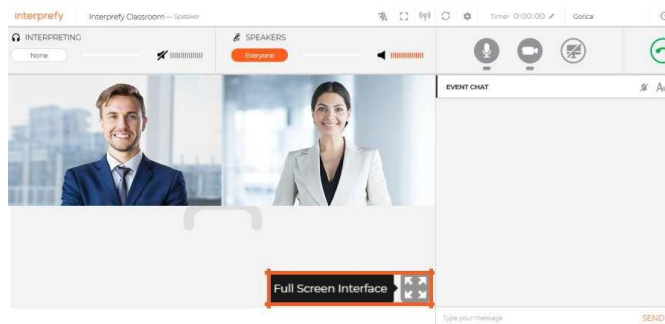 interprefy Interprefy Classroom — Speaker Timer 0:00:00 Gorica
INTERPRETING SPEAKERS
None Everyone
EVENT CHAT
Full Screen Interface
Type your message SEND